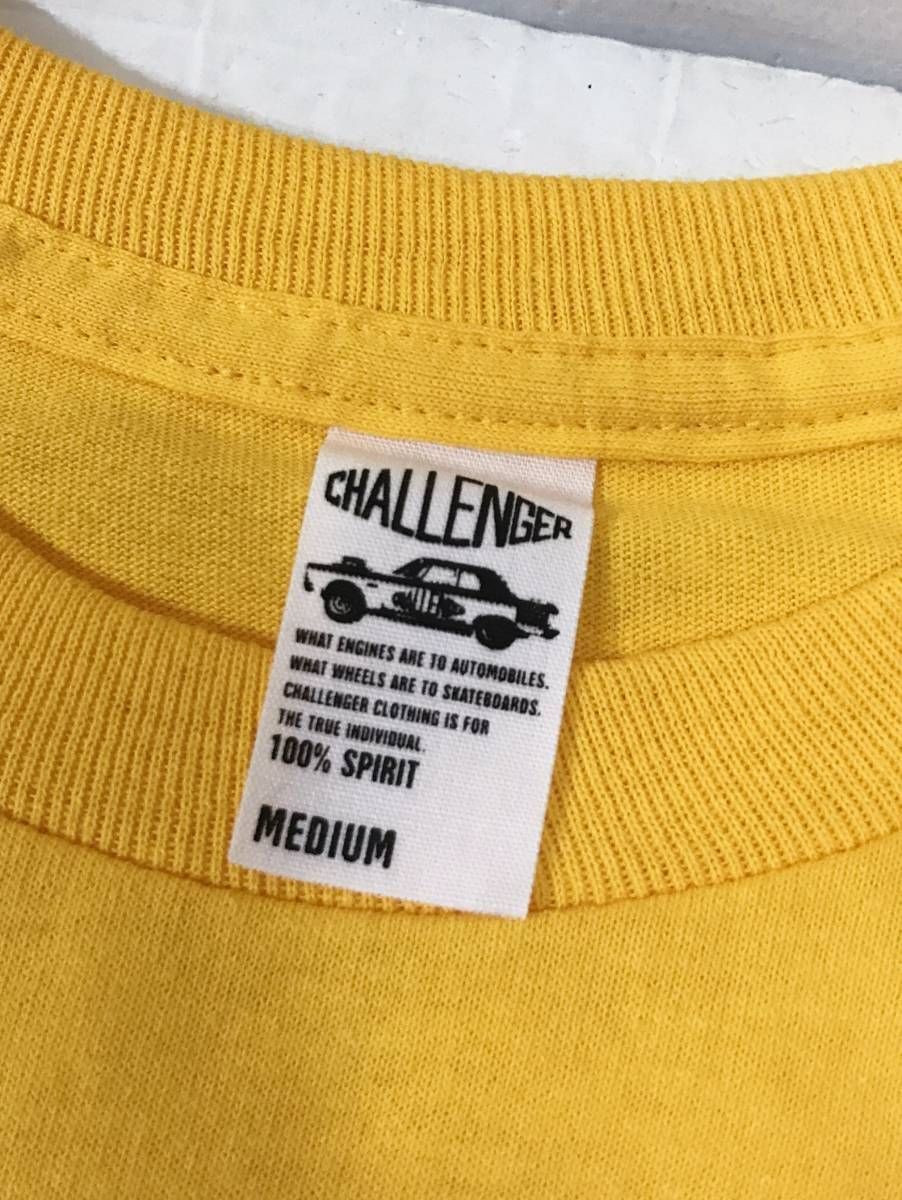 CHALLENGER
WHAT ENGINES ARE TO AUTOMOBILES.
WHAT WHEELS ARE TO SKATEBOARDS.
CHALLENGER CLOTHING IS FOR
THE TRUE INDIVIDUAL.
100% SPIRIT
MEDIUM